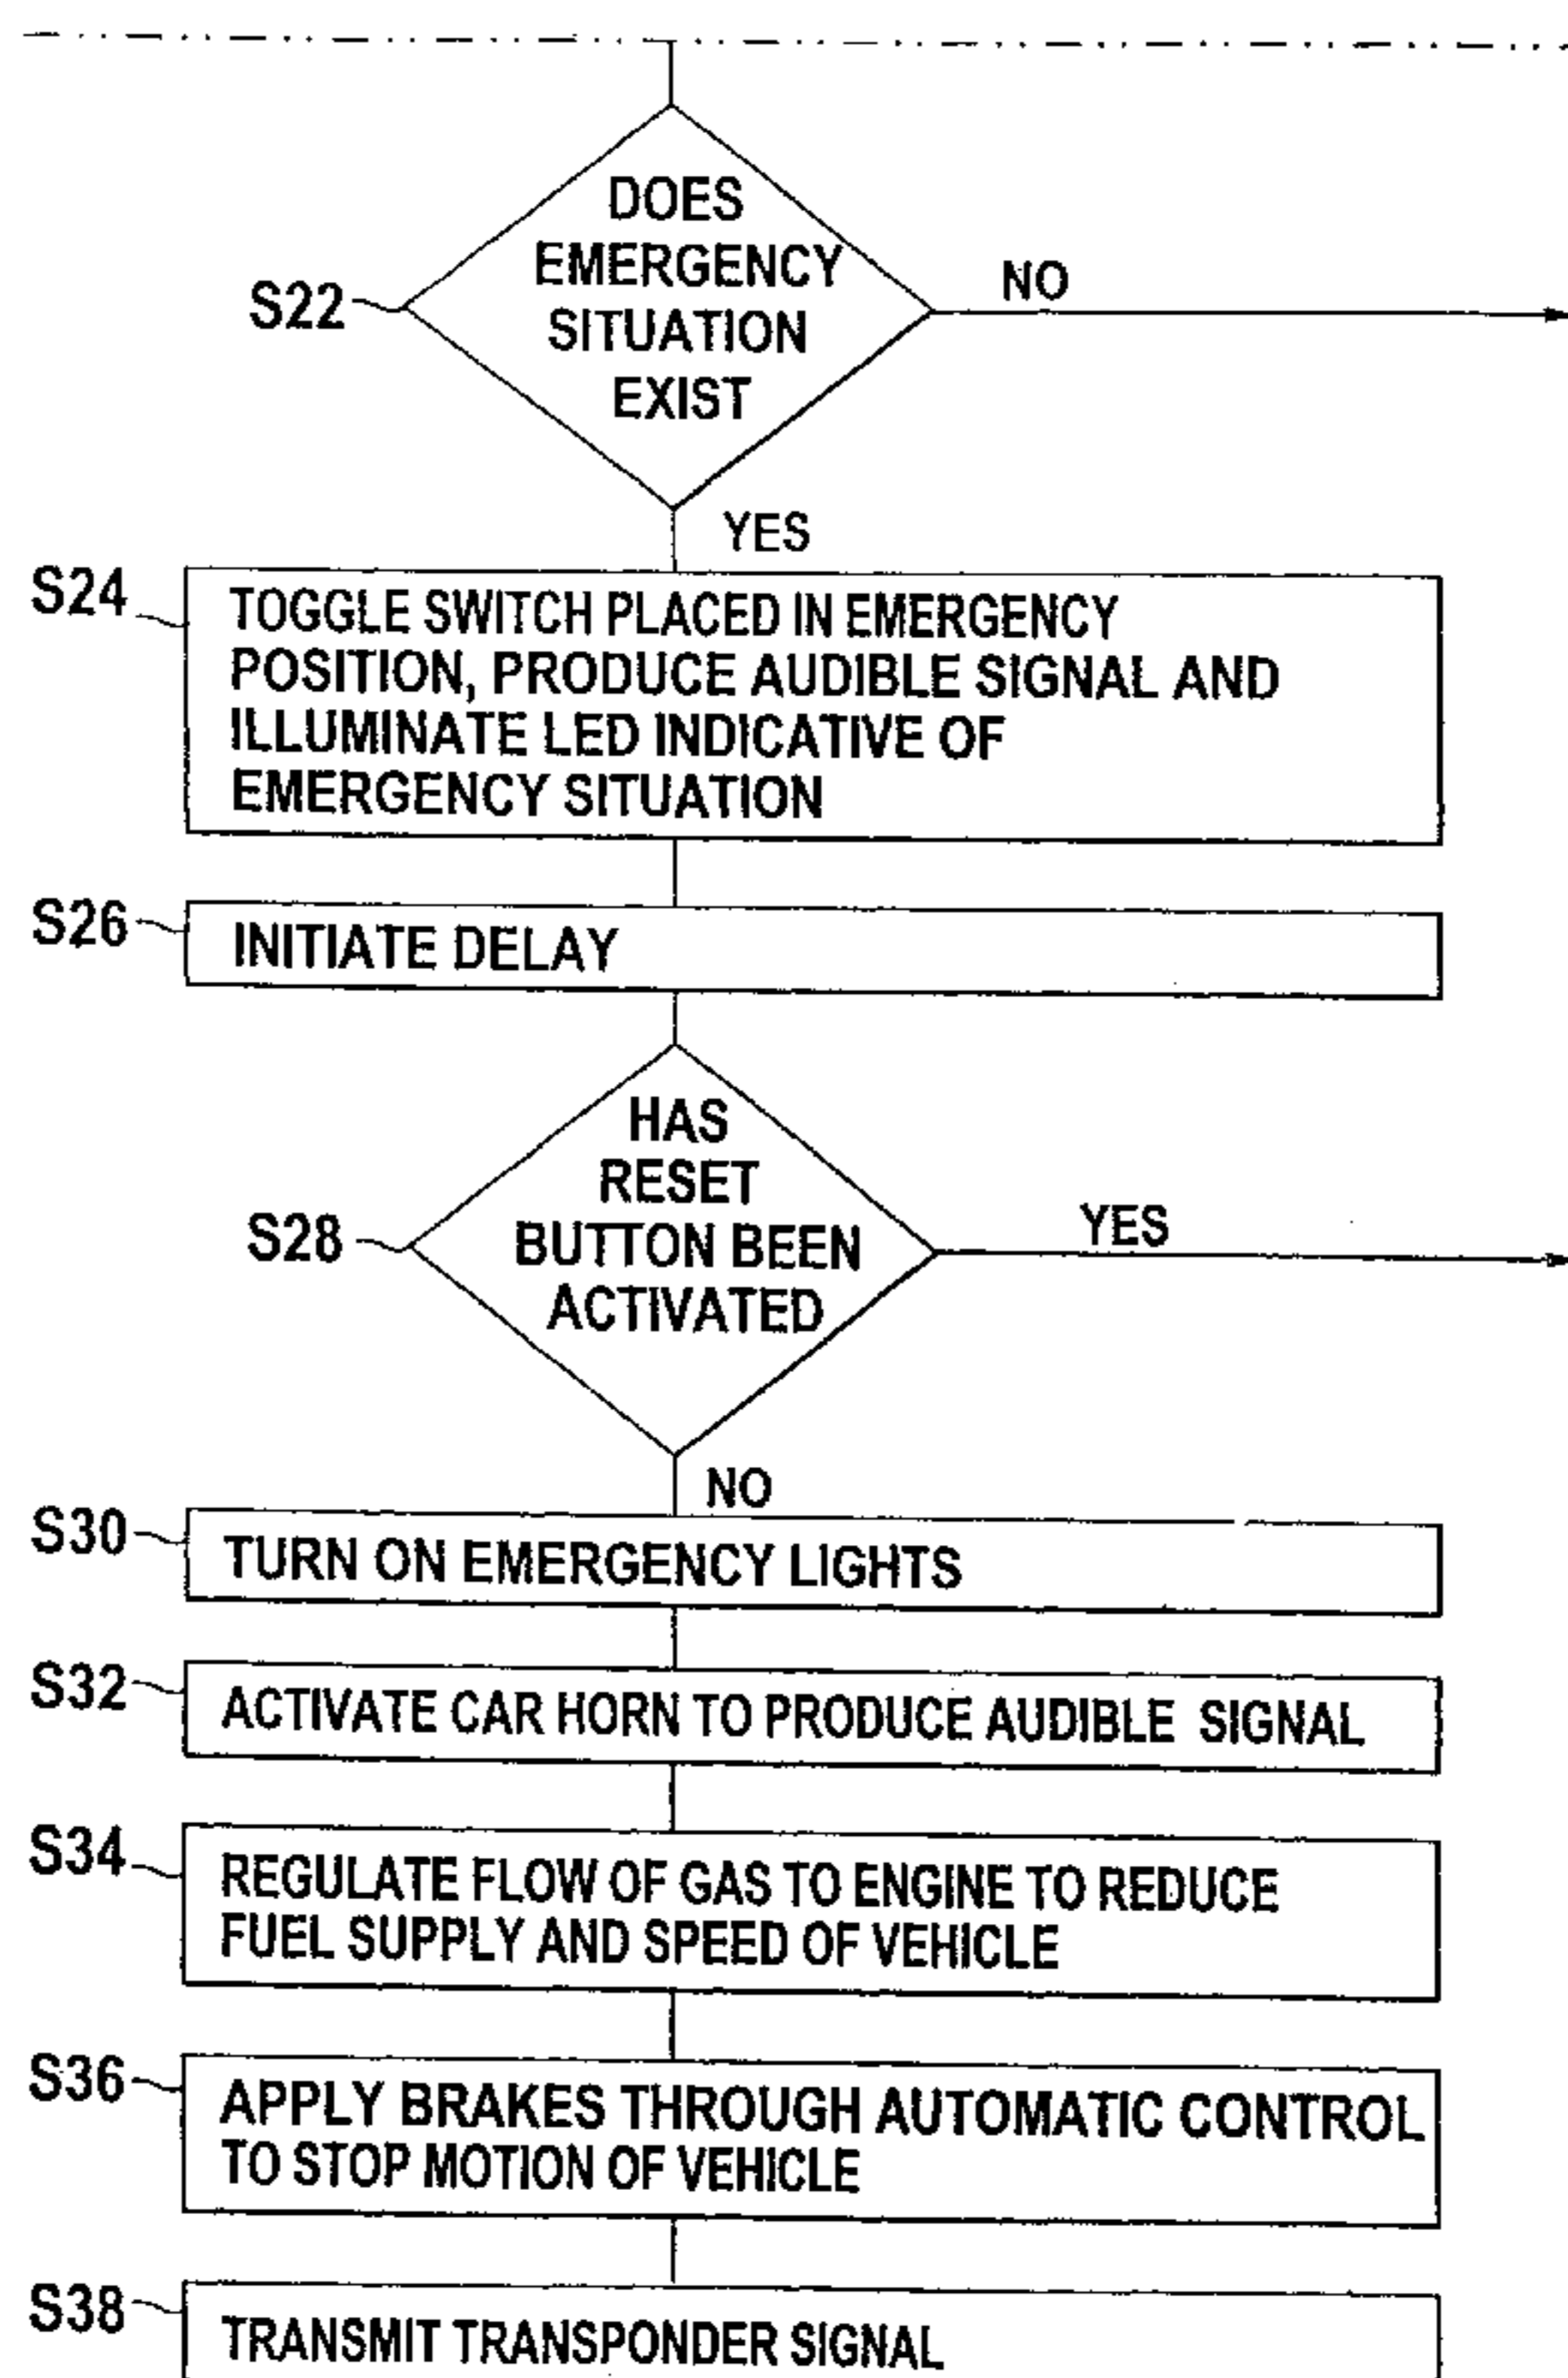 DOES
EMERGENCY
SITUATION
EXIST
S22
NO
YES
S24
TOGGLE SWITCH PLACED IN EMERGENCY
POSITION, PRODUCE AUDIBLE SIGNAL AND
ILLUMINATE LED INDICATIVE OF
EMERGENCY SITUATION
S26
INITIATE DELAY
HAS
RESET
BUTTON BEEN
ACTIVATED
S28
YES
NO
S30
TURN ON EMERGENCY LIGHTS
S32
ACTIVATE CAR HORN TO PRODUCE AUDIBLE SIGNAL
S34
REGULATE FLOW OF GAS TO ENGINE TO REDUCE
FUEL SUPPLY AND SPEED OF VEHICLE
S36
APPLY BRAKES THROUGH AUTOMATIC CONTROL
TO STOP MOTION OF VEHICLE
S38
TRANSMIT TRANSPONDER SIGNAL